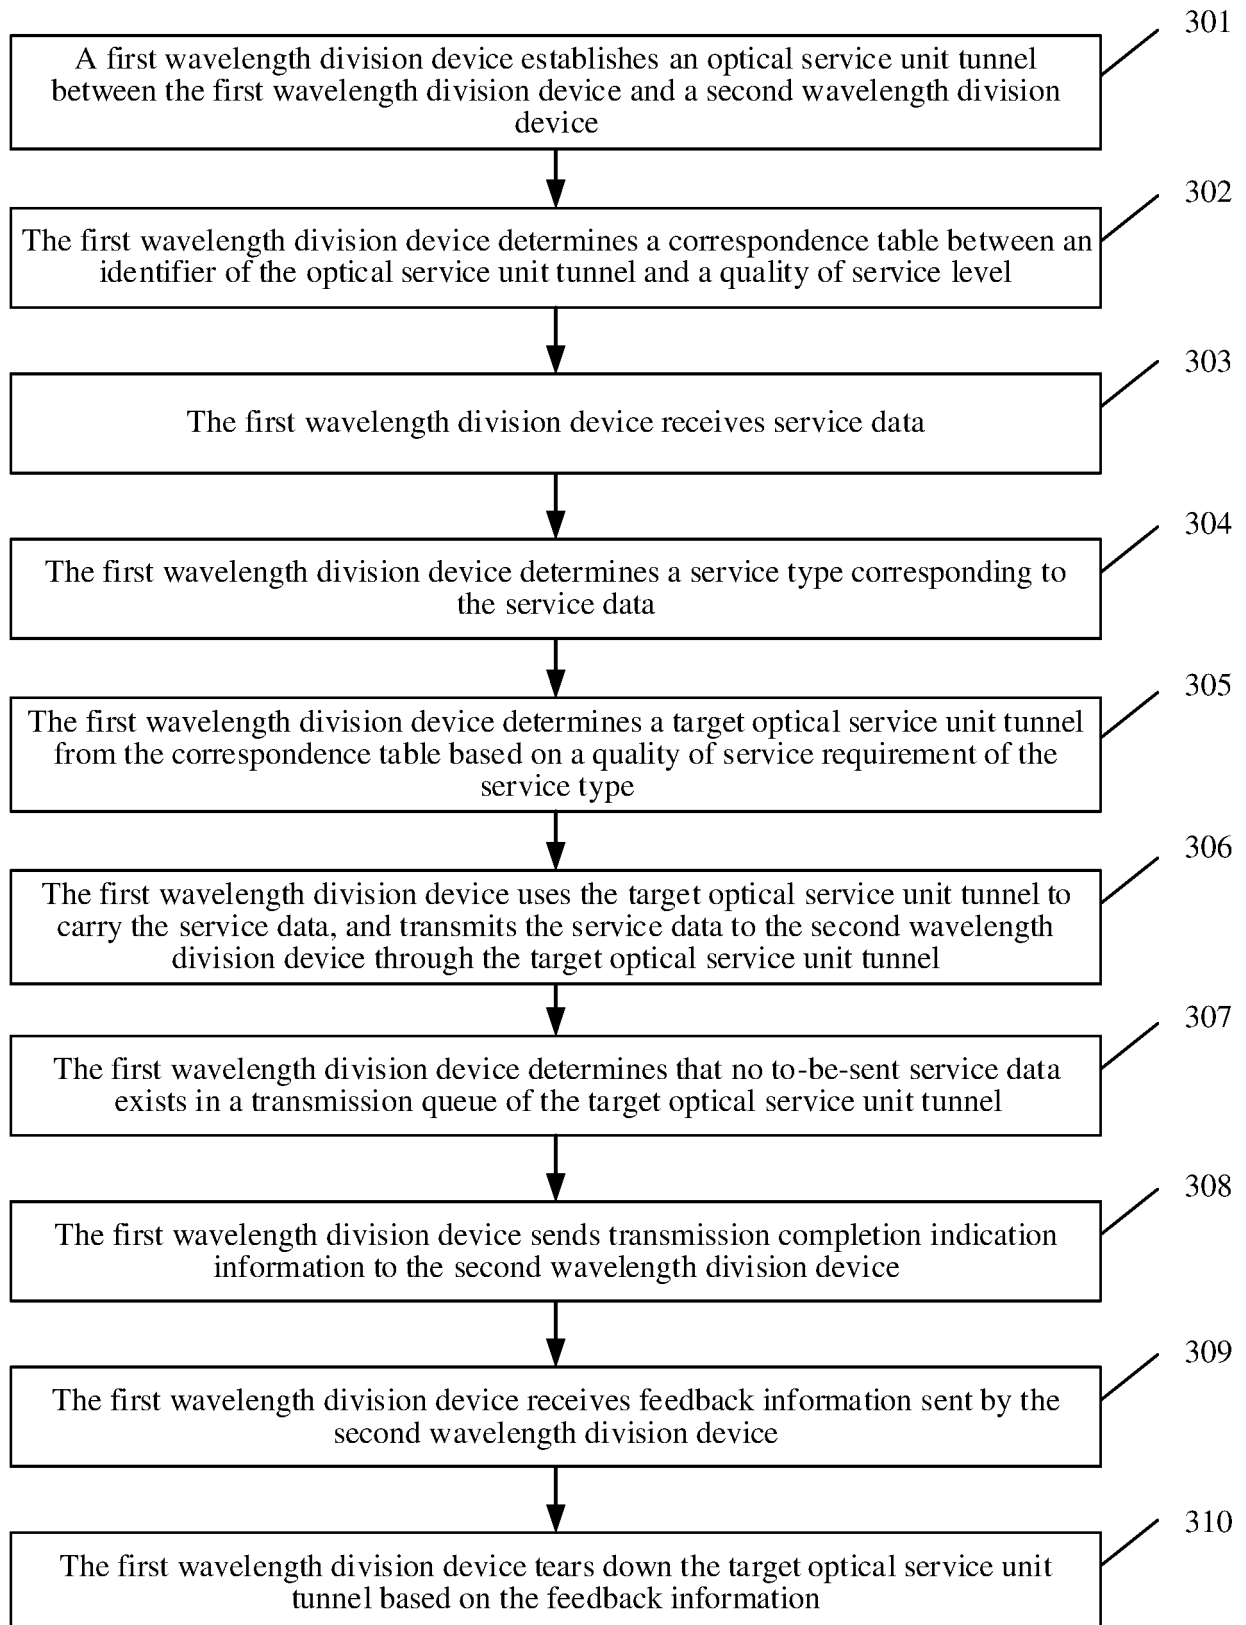 301
A first wavelength division device establishes an optical service unit tunnel
between the first wavelength division device and a second wavelength division
device
302
The first wavelength division device determines a correspondence table between an
identifier of the optical service unit tunnel and a quality of service level
303
The first wavelength division device receives service data
304
The first wavelength division device determines a service type corresponding to
the service data
305
The first wavelength division device determines a target optical service unit tunnel
from the correspondence table based on a quality of service requirement of the
service type
306
The first wavelength division device uses the target optical service unit tunnel to
carry the service data, and transmits the service data to the second wavelength
division device through the target optical service unit tunnel
307
The first wavelength division device determines that no to-be-sent service data
exists in a transmission queue of the target optical service unit tunnel
308
The first wavelength division device sends transmission completion indication
information to the second wavelength division device
309
The first wavelength division device receives feedback information sent by the
second wavelength division device
310
The first wavelength division device tears down the target optical service unit
tunnel based on the feedback information